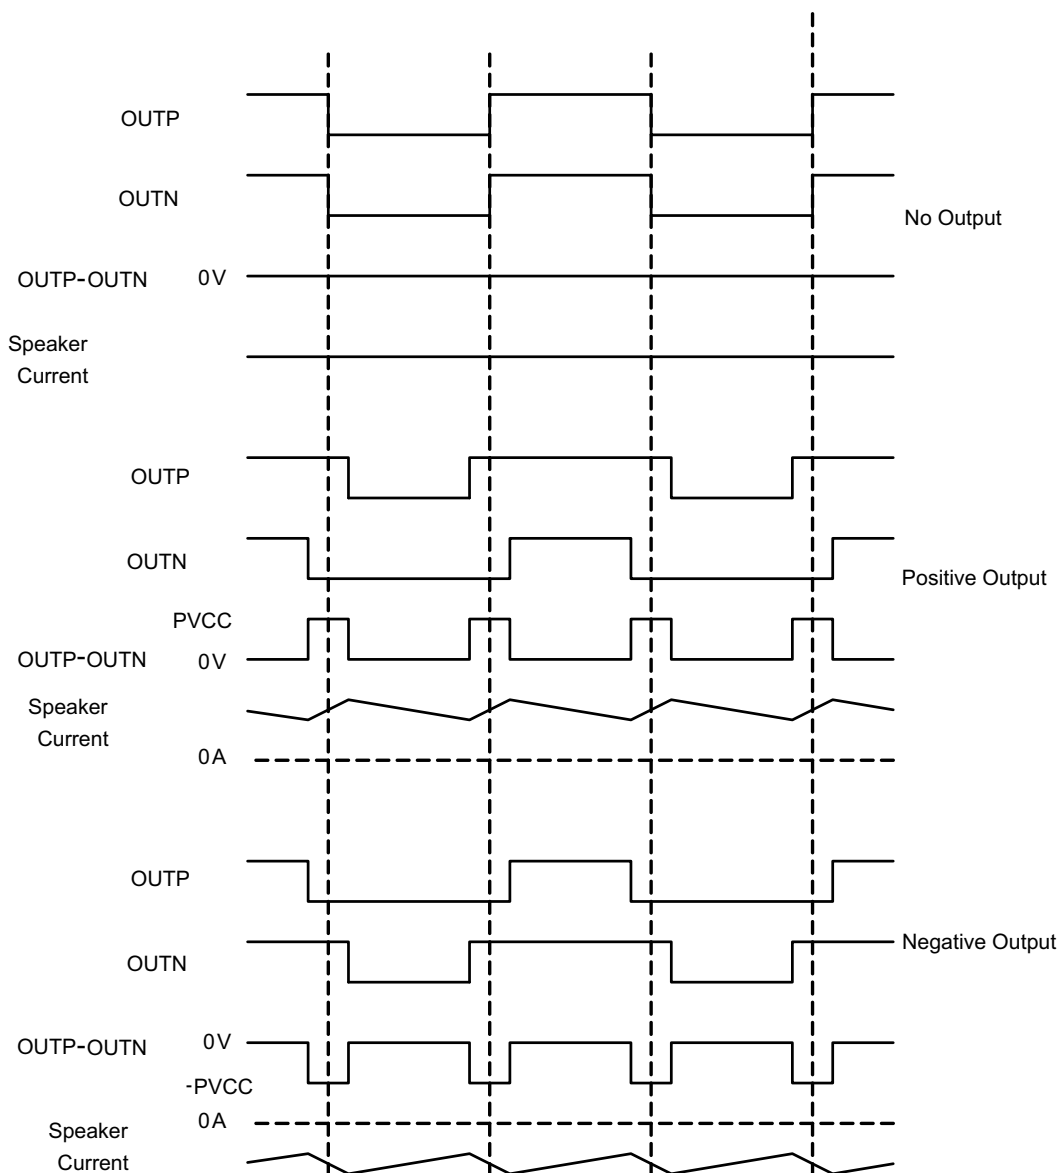 OUTP
OUTN
No Output
OUTP-OUTN 0V
Speaker
Current
OUTP
OUTN
Positive Output
PVCC
OUTP-OUTN 0V
Speaker
Current
0A
OUTP
Negative Output
OUTN
OUTP-OUTN 0V
-PVCC
0A
Speaker
Current